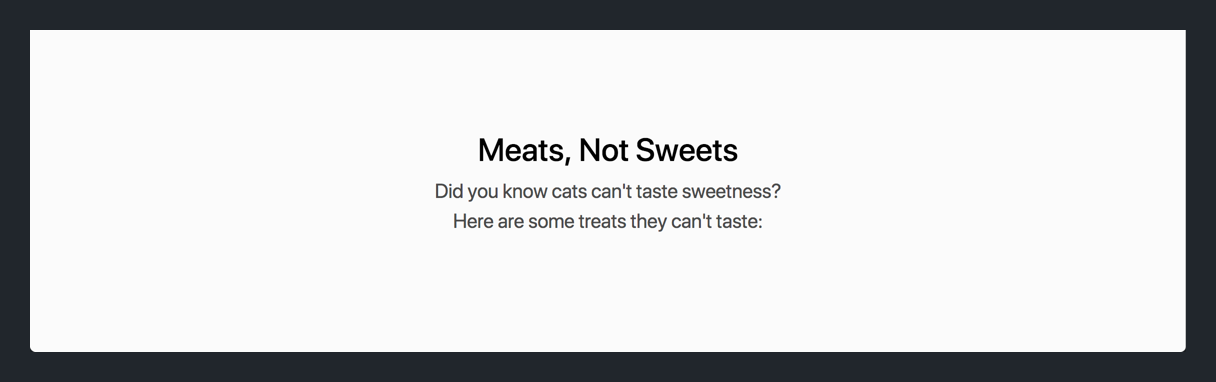 Meats, Not Sweets
Did you know cats can't taste sweetness?
Here are some treats they can't taste: